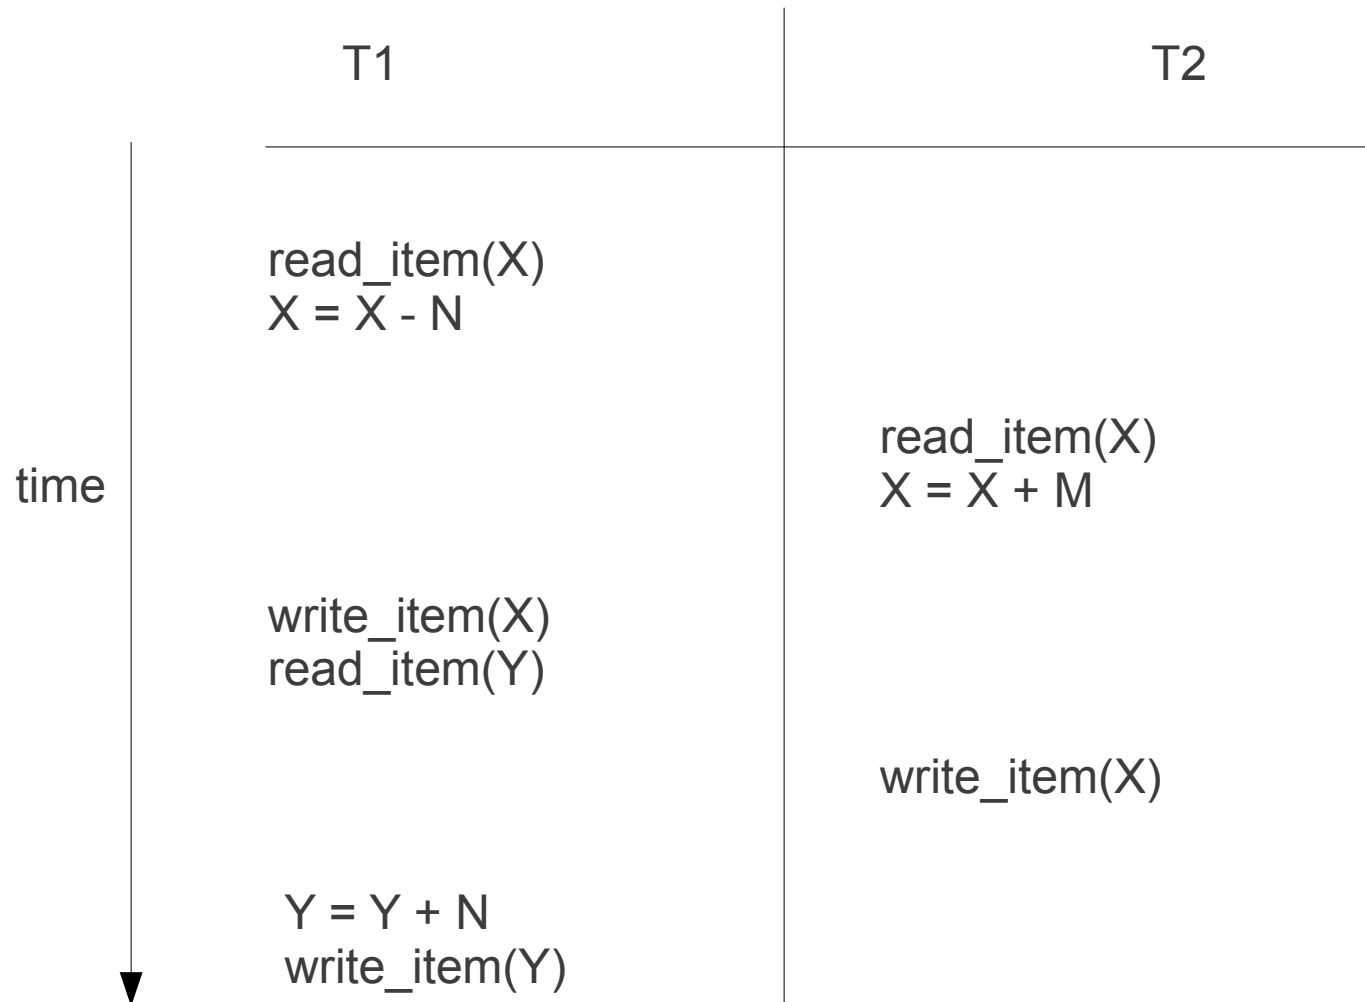 T1
T2
read_item(X)
X = X - N
read_item(X)
X = X + M
time
write_item(X)
read_item(Y)
write_item(X)
Y = Y + N
write_item(Y)